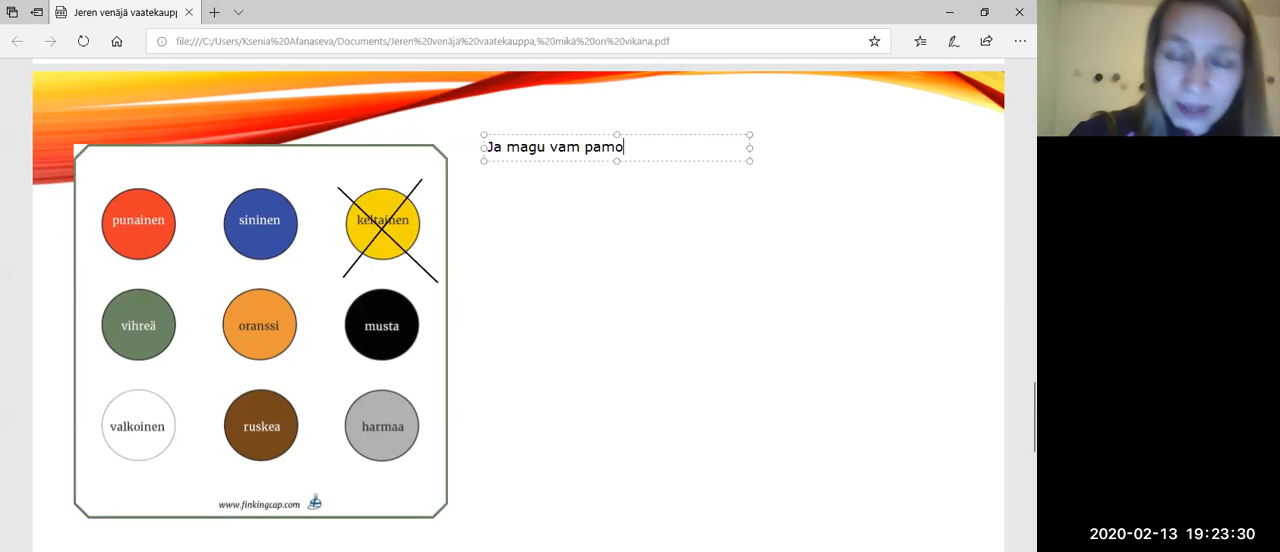 Jeren venäjä vaatekaupp
file:///C:/Users/Ksenia%20Afanaseva/Documents/Jeren%20venäjä%20vaatekauppa,%20mikä%20on%20vikana.pdf
Ja magu vam pamo
punainen sininen keltainen
vihreä oranssi musta
valkoinen ruskea harmaa
www.finkingcap.com
2020-02-13 19:23:30